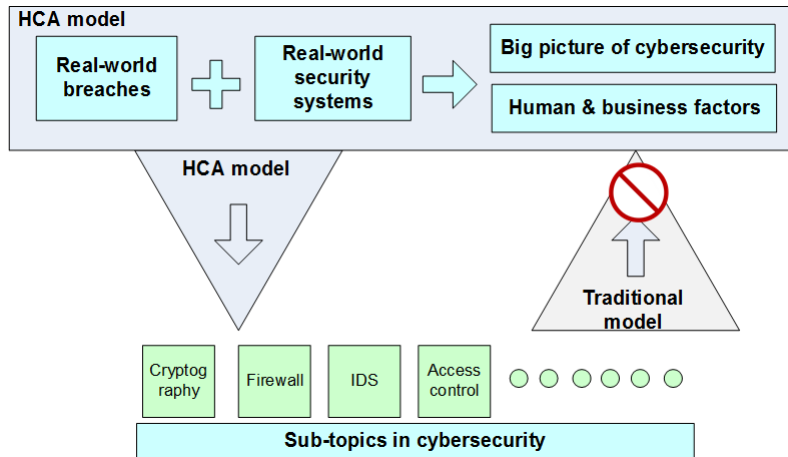 HCA model
Real-world
breaches
Real-world
security
systems
Big picture of cybersecurity
Human & business factors
HCA model
Traditional
model
Cryptog
raphy
Firewall
IDS
Access
control
Sub-topics in cybersecurity